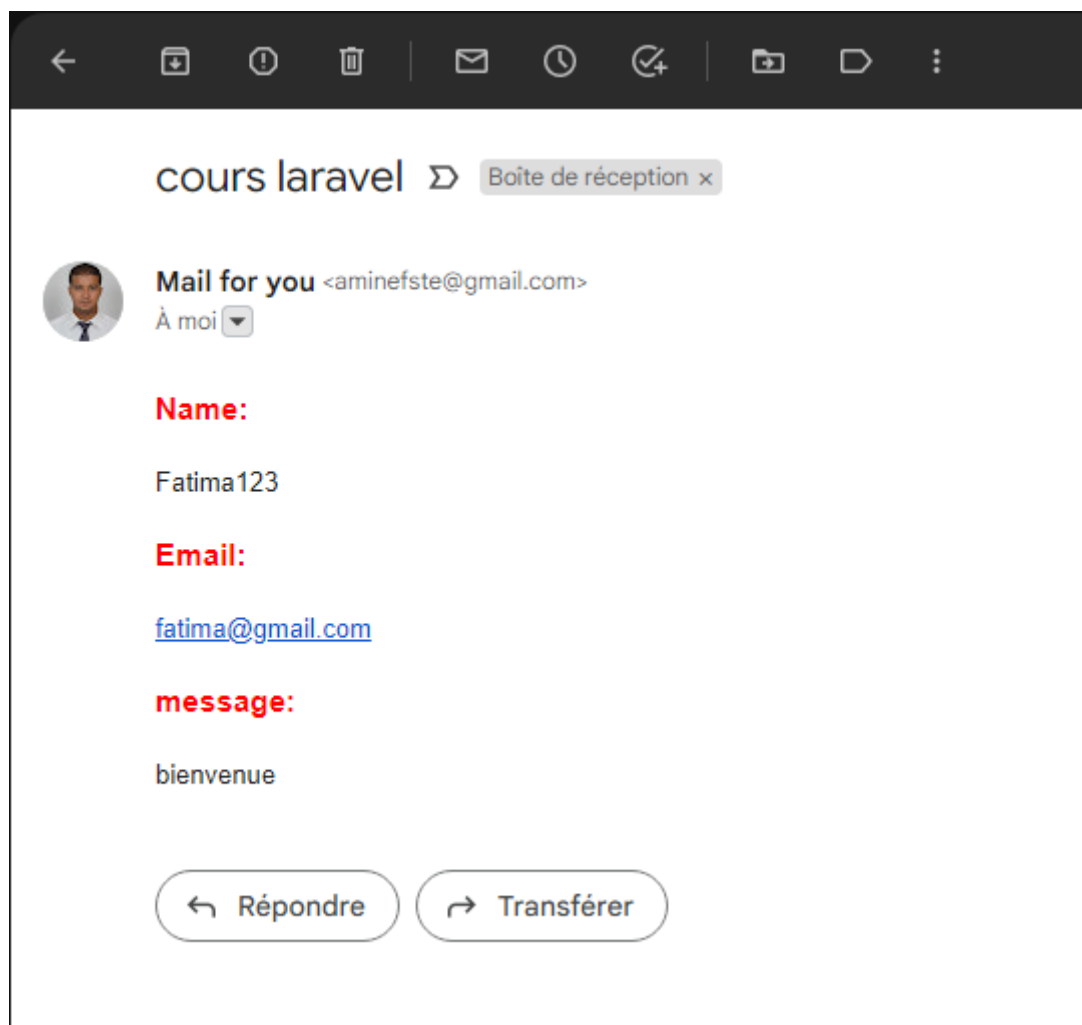 cours laravel Boîte de réception ×
Mail for you <aminefste@gmail.com>
À moi
Name:
Fatima123
Email:
fatima@gmail.com
message:
bienvenue
Répondre Transférer